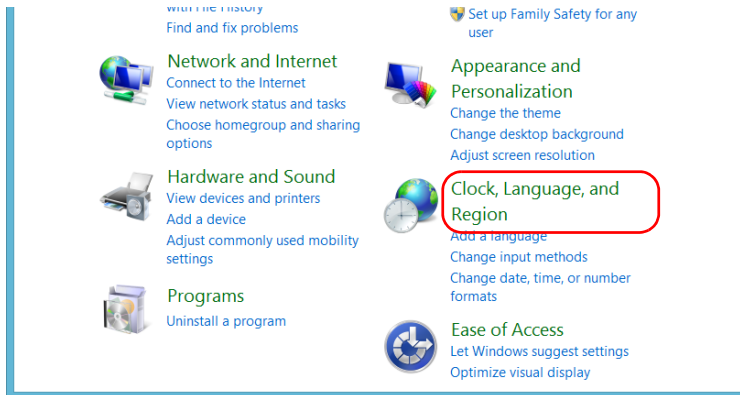 with File History
Find and fix problems
Network and Internet
Connect to the Internet
View network status and tasks
Choose homegroup and sharing
options
Hardware and Sound
View devices and printers
Add a device
Adjust commonly used mobility
settings
Programs
Uninstall a program
Set up Family Safety for any
user
Appearance and
Personalization
Change the theme
Change desktop background
Adjust screen resolution
Clock, Language, and
Region
Add a language
Change input methods
Change date, time, or number
formats
Ease of Access
Let Windows suggest settings
Optimize visual display